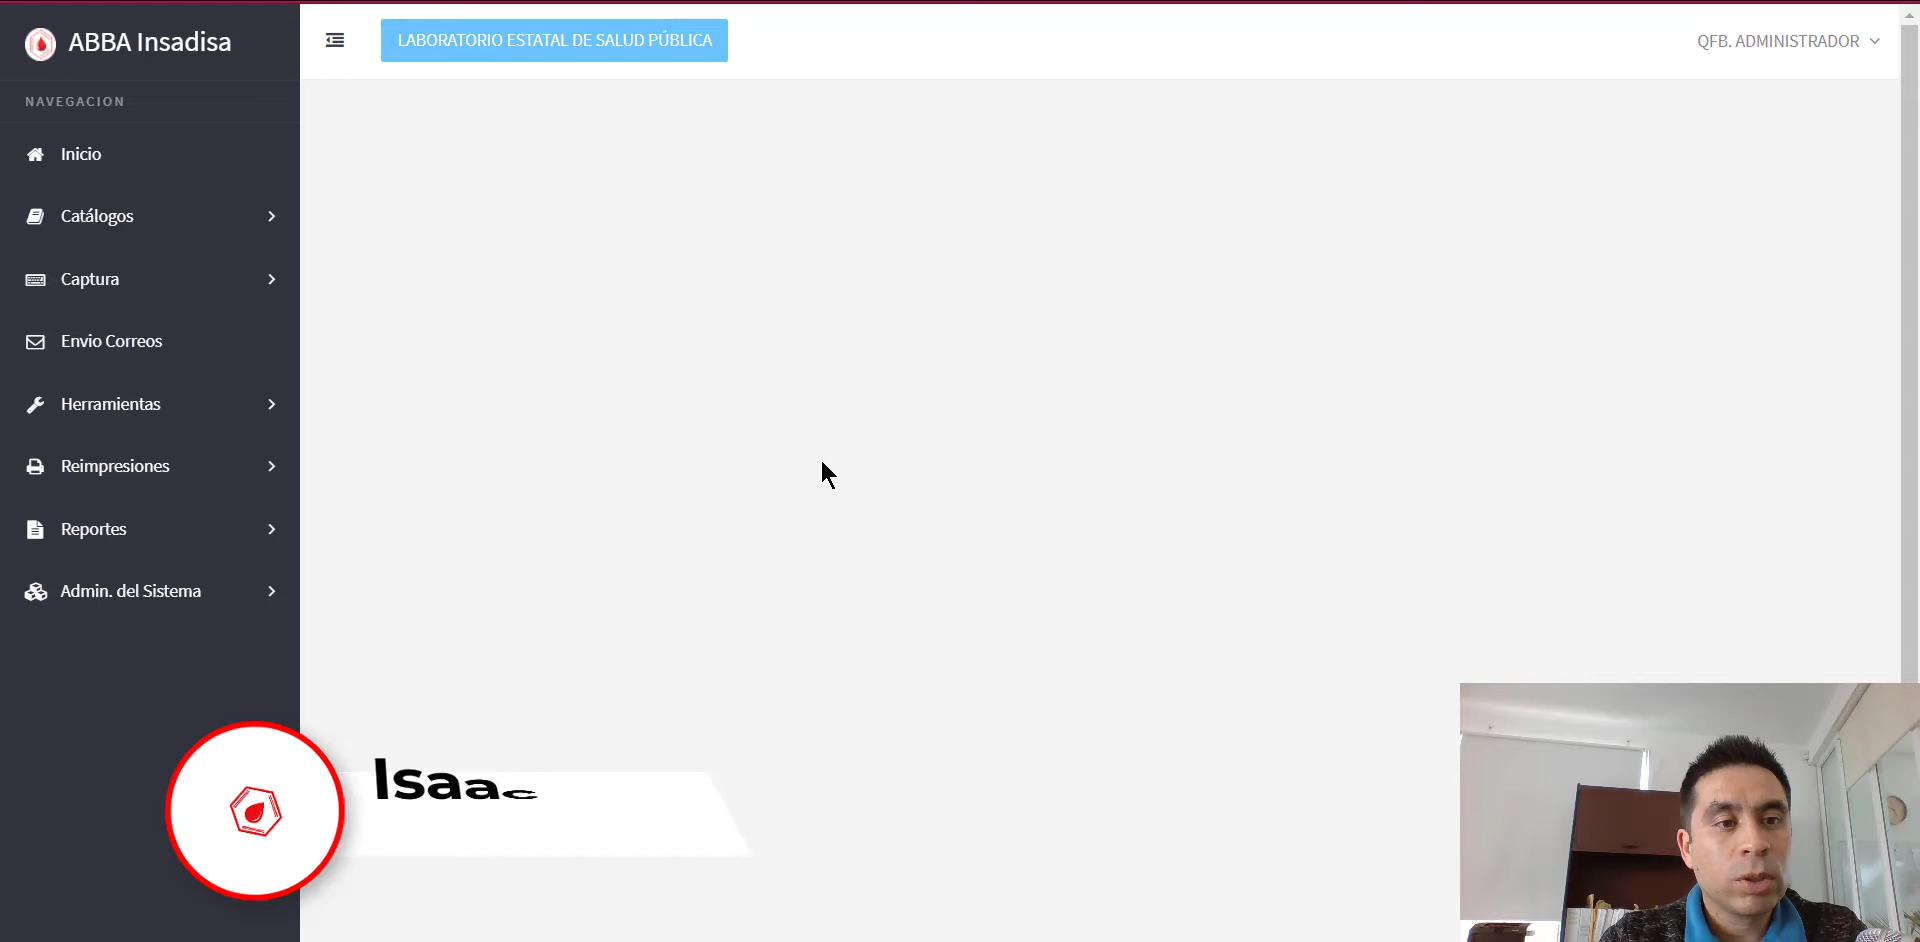 ABBA Insadisa
LABORATORIO ESTATAL DE SALUD PÚBLICA
QFB. ADMINISTRADOR
NAVEGACION
Inicio
Catálogos
Captura
Envio Correos
Herramientas
Reimpresiones
Reportes
Admin. del Sistema
Isaac